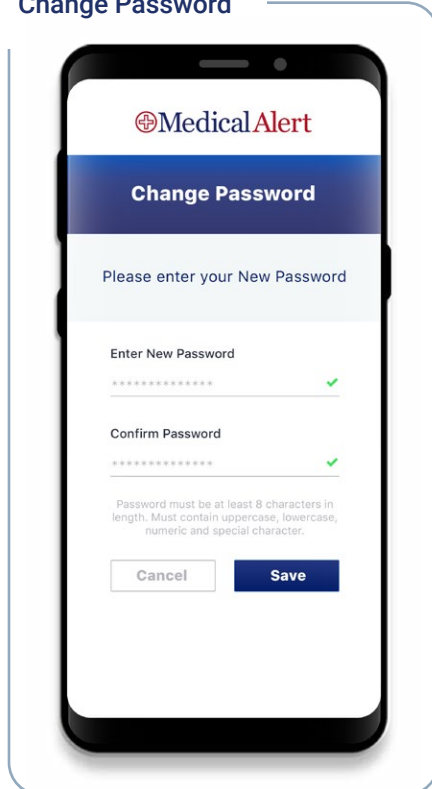 Change Password
MedicalAlert
Change Password
Please enter your New Password
Enter New Password
**************
Confirm Password
**************
Password must be at least 8 characters in
length. Must contain uppercase, lowercase,
numeric and special character.
Cancel Save